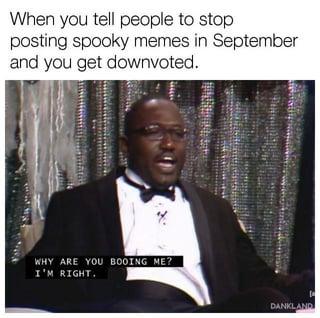 When you tell people to stop
posting spooky memes in September
and you get downvoted.
WHY ARE YOU BOOING ME?
I'M RIGHT.
DANKLAND